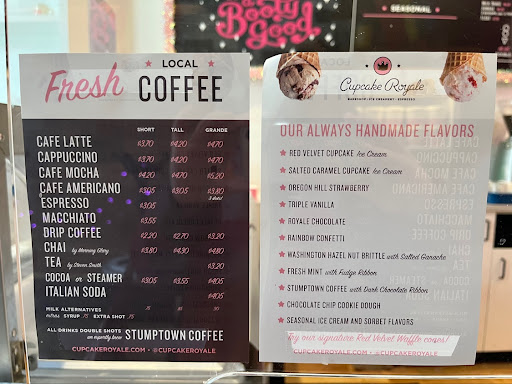 Booty
Good
SEASONAL
LOCAL
Fresh COFFEE
SHORT TALL GRANDE
CAFE LATTE $3.70 $4.20 $4.70
CAPPUCCINO $3.70 $4.20 $4.70
CAFE MOCHA $4.20 $4.70 $5.20
CAFE AMERICANO $3.05 $3.05 $3.80
3 shots!
ESPRESSO $3.05
MACCHIATO $3.55
DRIP COFFEE $2.20 $2.70 $3.20
CHAI by Morning Glory $3.80 $4.30 $4.80
TEA by Steven Smith $3.20
COCOA or STEAMER $3.05 $3.55 $4.05
ITALIAN SODA $4.05
MILK ALTERNATIVES
extras SYRUP .75 EXTRA SHOT .75
ALL DRINKS DOUBLE SHOTS
STUMPTOWN COFFEE
CUPCAKEROYALE.COM • @CUPCAKEROYALE
Cupcake Royale
OUR ALWAYS HANDMADE FLAVORS
RED VELVET CUPCAKE Ice Cream
SALTED CARAMEL CUPCAKE Ice Cream
OREGON HILL STRAWBERRY
TRIPLE VANILLA
ROYALE CHOCOLATE
RAINBOW CONFETTI
WASHINGTON HAZEL NUT BRITTLE with Salted Ganache
FRESH MINT with Fudge Ribbon
STUMPTOWN COFFEE with Dark Chocolate Ribbon
CHOCOLATE CHIP COOKIE DOUGH
SEASONAL ICE CREAM AND SORBET FLAVORS
Try our signature Red Velvet Waffle cones!
CUPCAKEROYALE.COM • @CUPCAKEROYALE